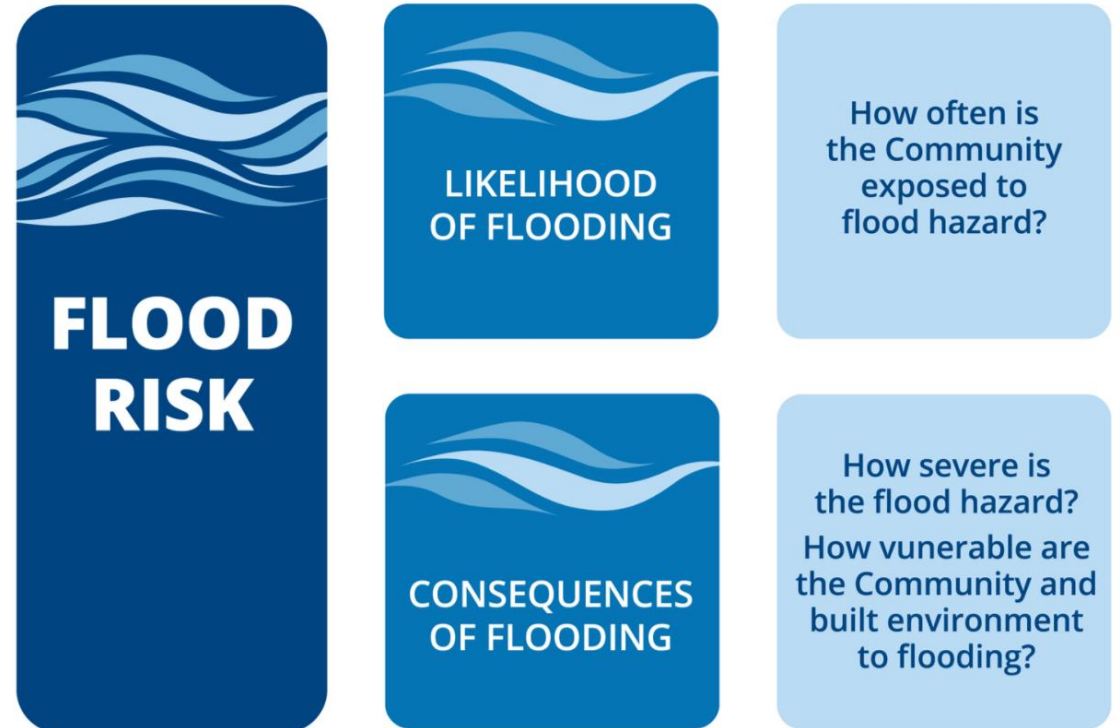 FLOOD
RISK
LIKELIHOOD
OF FLOODING
How often is
the Community
exposed to
flood hazard?
CONSEQUENCES
OF FLOODING
How severe is
the flood hazard?
How vunerable are
the Community and
built environment
to flooding?